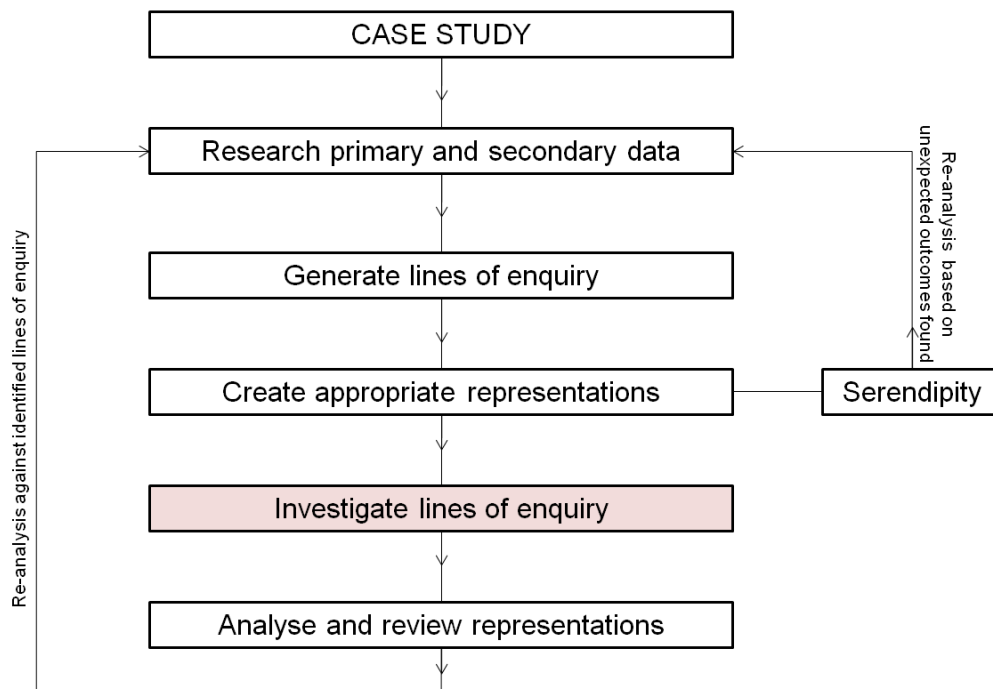 CASE STUDY
Research primary and secondary data
Generate lines of enquiry
Create appropriate representations
Serendipity
Investigate lines of enquiry
Analyse and review representations
Re-analysis against identified lines of enquiry
Re-analysis based on
unexpected outcomes found